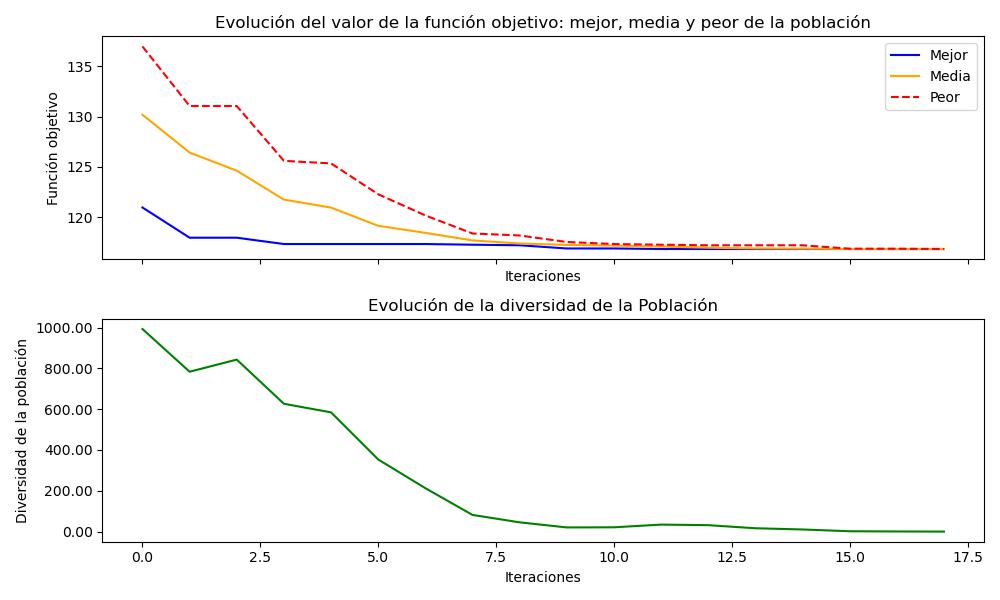 Evolución del valor de la función objetivo: mejor, media y peor de la población
Función objetivo
135
130
125
120
Mejor
Media
Peor
Iteraciones
Evolución de la diversidad de la Población
Diversidad de la población
1000.00
800.00
600.00
400.00
200.00
0.00
0.0 2.5 5.0 7.5 10.0 12.5 15.0 17.5
Iteraciones